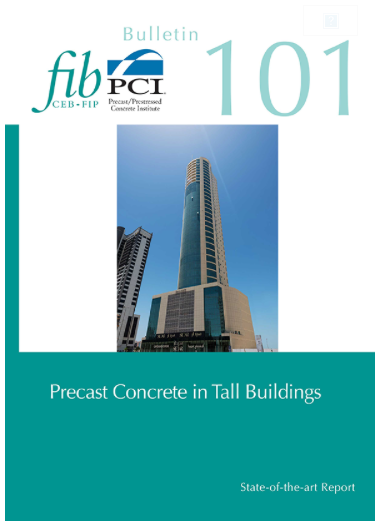 Bulletin
101
fib
CEB-FIP
PCI
Precast/Prestressed
Concrete Institute
Precast Concrete in Tall Buildings
State-of-the-art Report